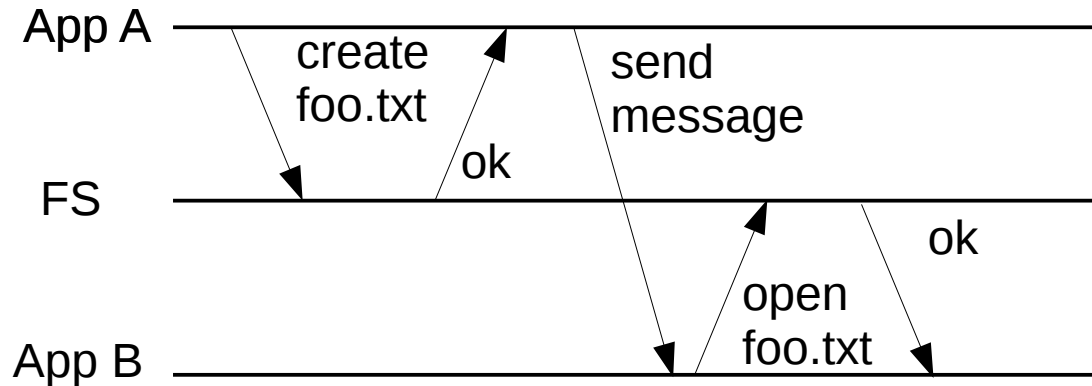 App A
create
foo.txt
ok
send
message
FS
ok
open
foo.txt
App B